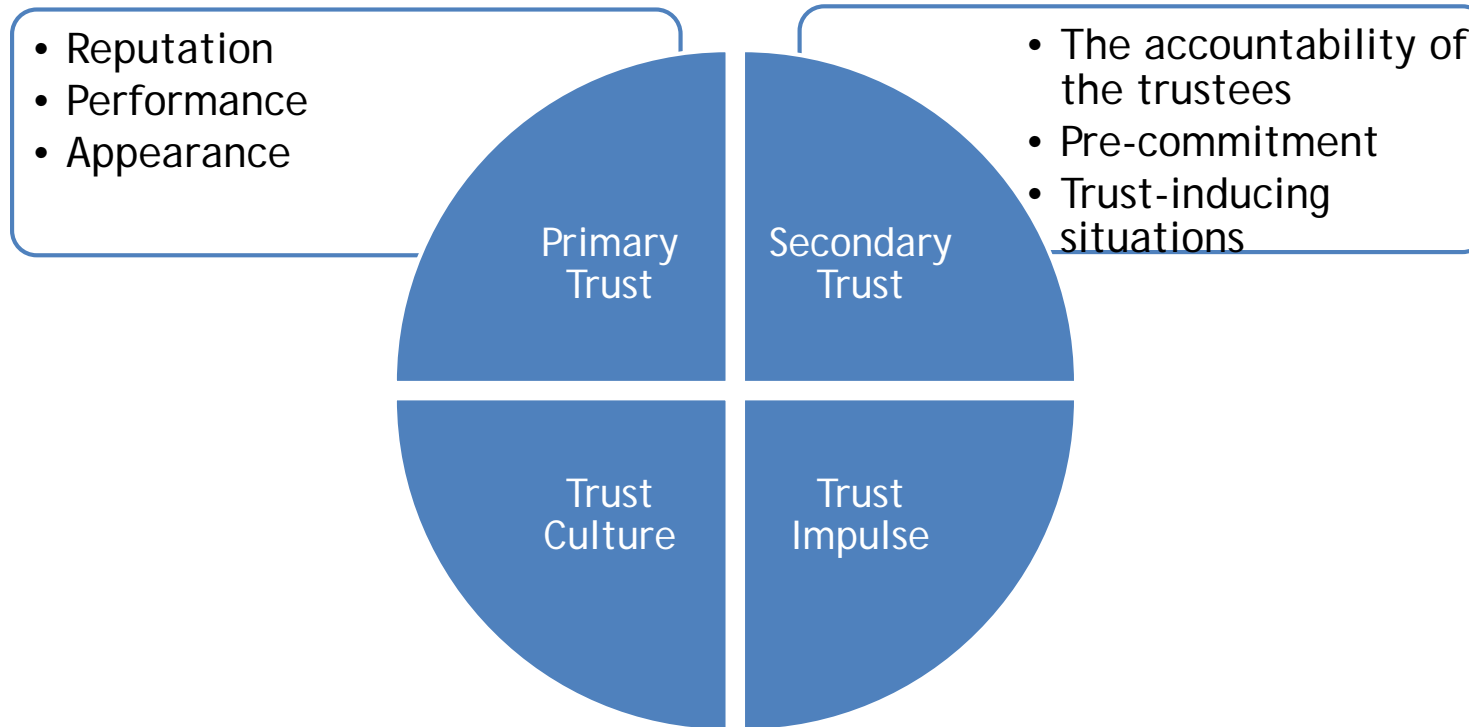 • Reputation
• Performance
• Appearance
• The accountability of
the trustees
• Pre-commitment
• Trust-inducing
situations
Primary
Trust
Secondary
Trust
Trust
Culture
Trust
Impulse